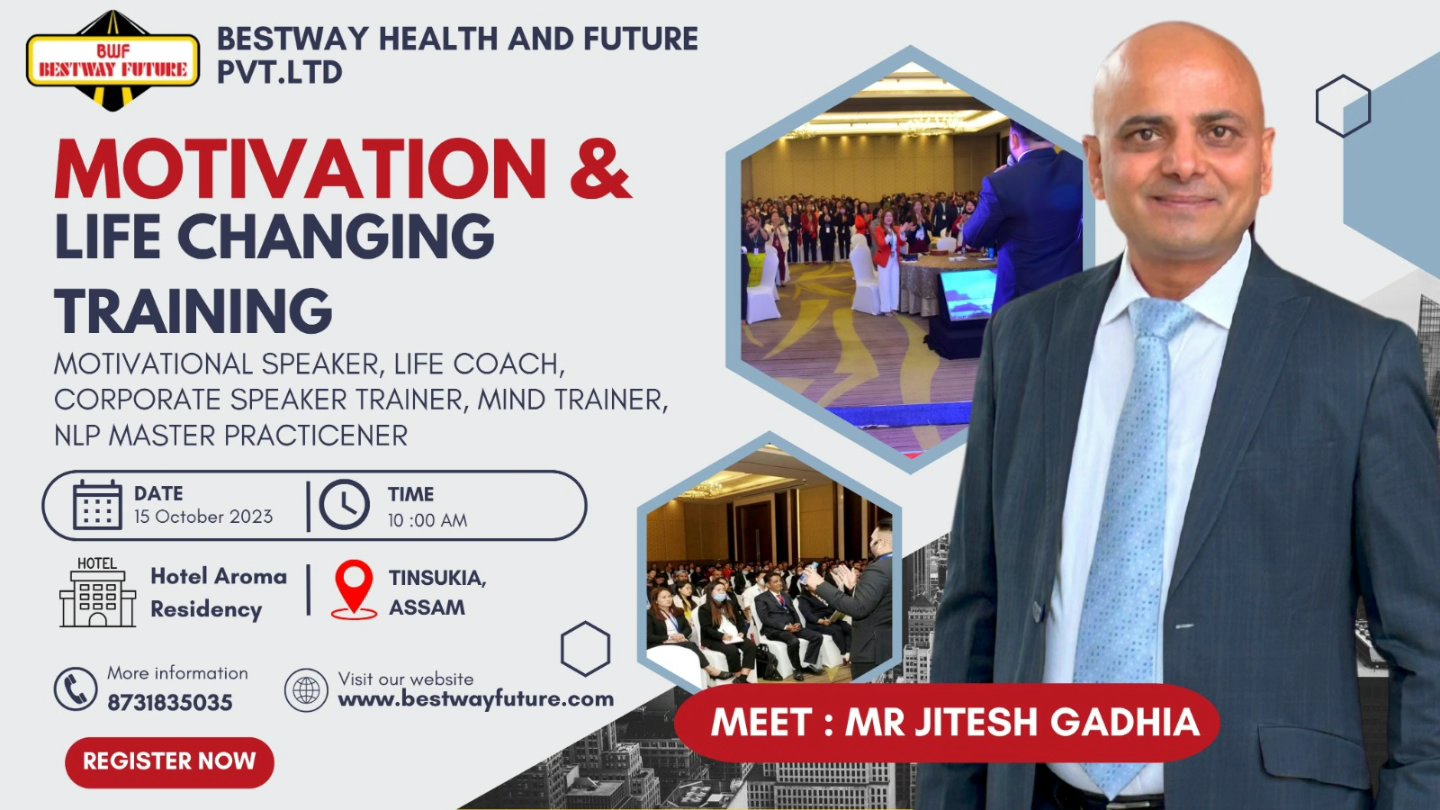 BWF
BESTWAY FUTURE
BESTWAY HEALTH AND FUTURE
PVT.LTD
MOTIVATION &
LIFE CHANGING
TRAINING
MOTIVATIONAL SPEAKER, LIFE COACH,
CORPORATE SPEAKER TRAINER, MIND TRAINER,
NLP MASTER PRACTICENER
DATE
15 October 2023
TIME
10 :00 AM
HOTEL
Hotel Aroma
Residency
TINSUKIA,
ASSAM
More information
8731835035
Visit our website
www.bestwayfuture.com
REGISTER NOW
MEET : MR JITESH GADHIA